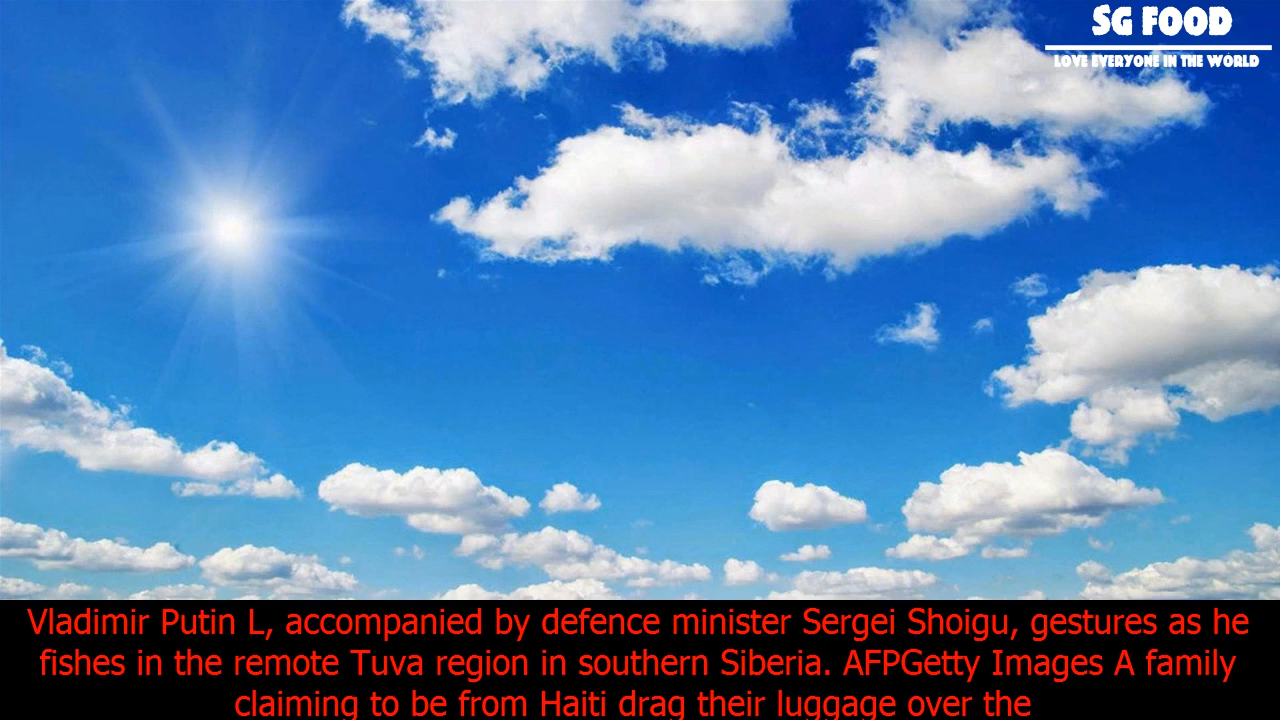 SG FOOD
LOVE EVERYONE IN THE WORLD
Vladimir Putin L, accompanied by defence minister Sergei Shoigu, gestures as he
fishes in the remote Tuva region in southern Siberia. AFPGetty Images A family
claiming to be from Haiti drag their luggage over the